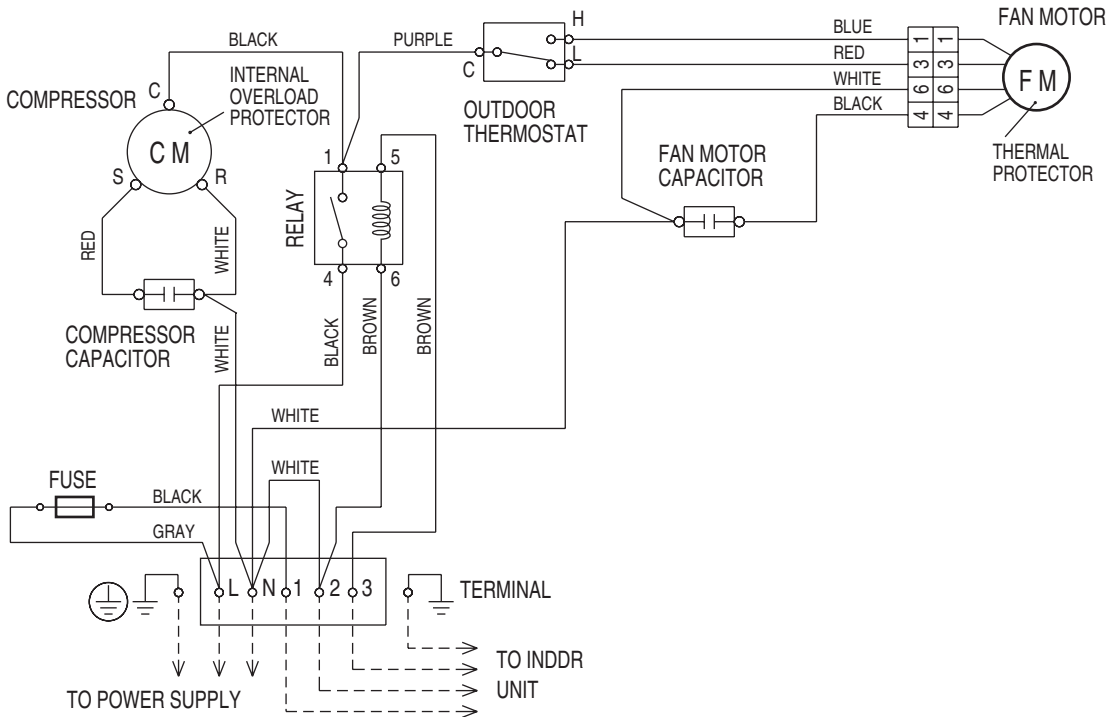 FAN MOTOR
H
BLUE
1 1
BLACK
PURPLE
RED
3 3
L
C
WHITE
6 6
F M
BLACK
4 4
COMPRESSOR
C
INTERNAL
OVERLOAD
PROTECTOR
OUTDOOR
THERMOSTAT
C M
THERMAL
PROTECTOR
FAN MOTOR
CAPACITOR
1
5
S
R
RELAY
RED
WHITE
4
6
COMPRESSOR
CAPACITOR
WHITE
BLACK
BROWN
BROWN
WHITE
WHITE
FUSE
BLACK
GRAY
L N 1 2 3
TERMINAL
TO INDDR
UNIT
TO POWER SUPPLY